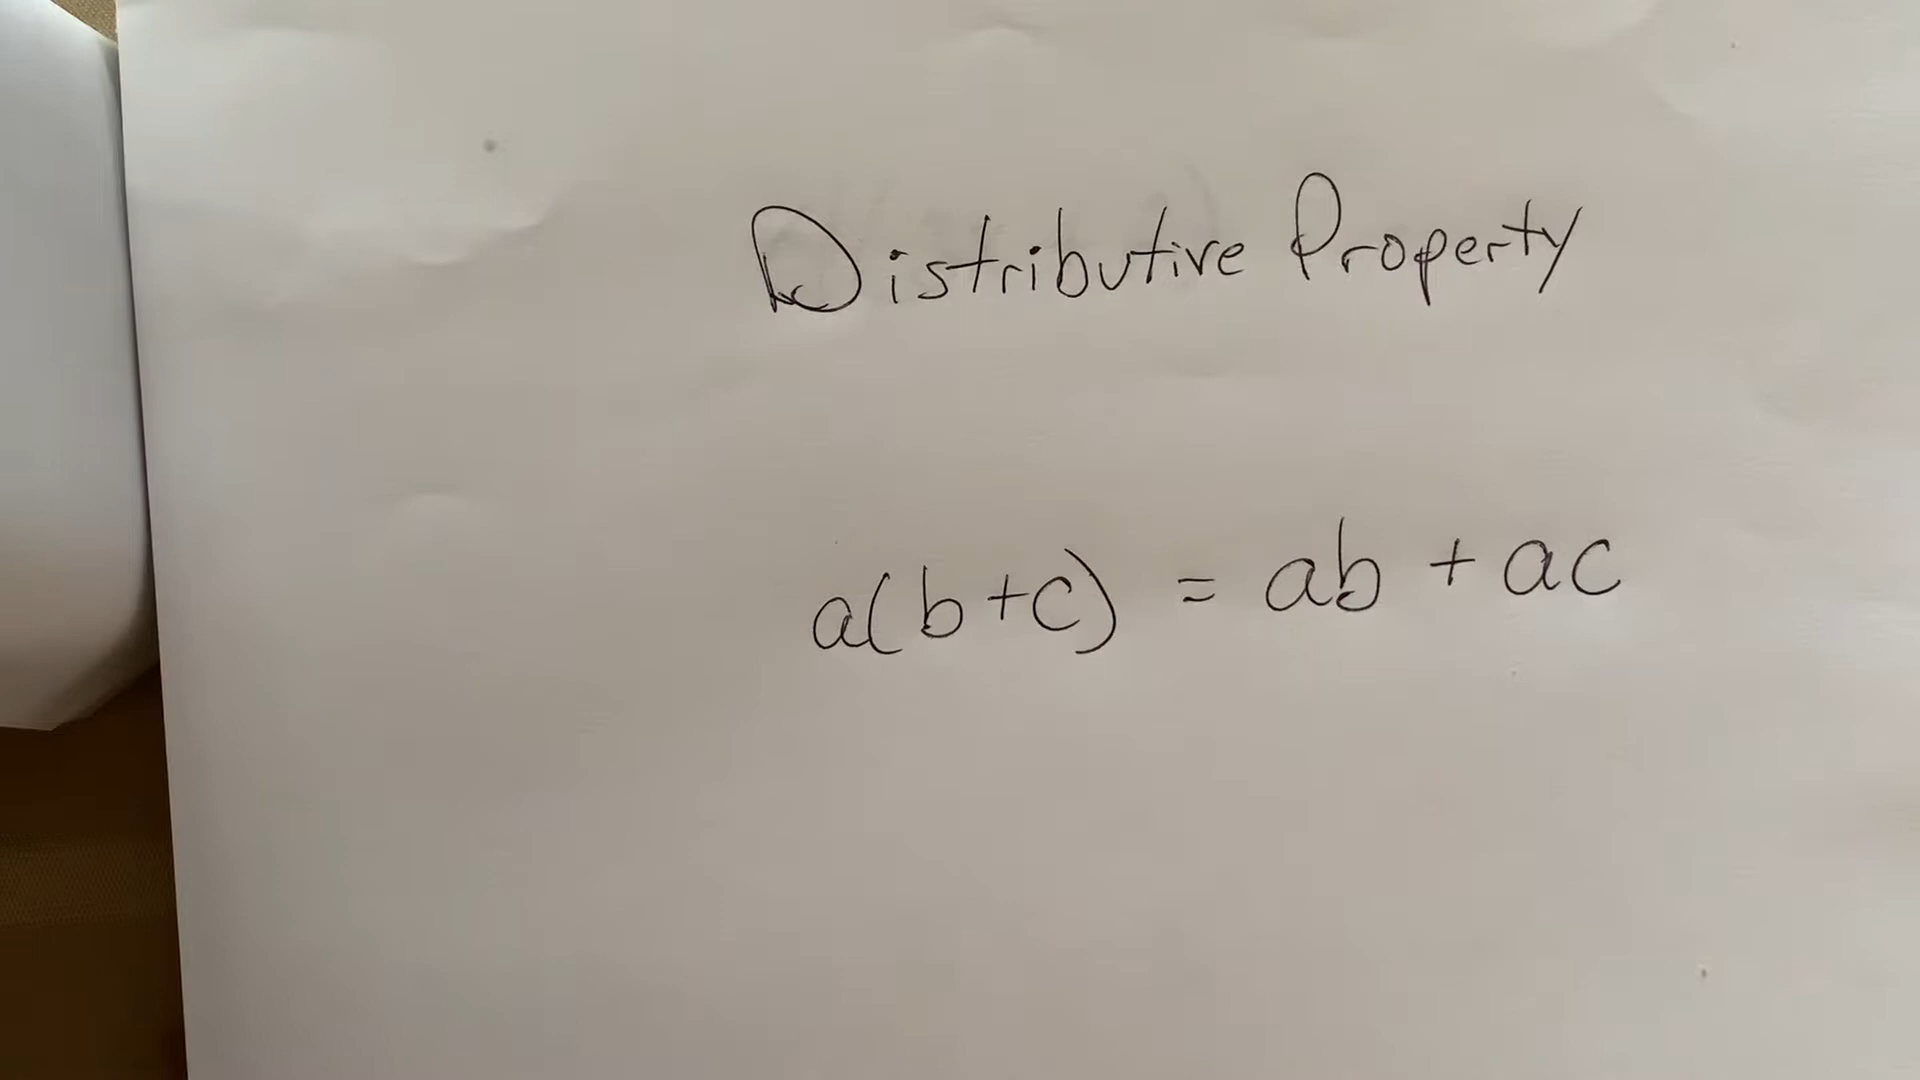 Distributive Property
a(b+c) = ab + ac